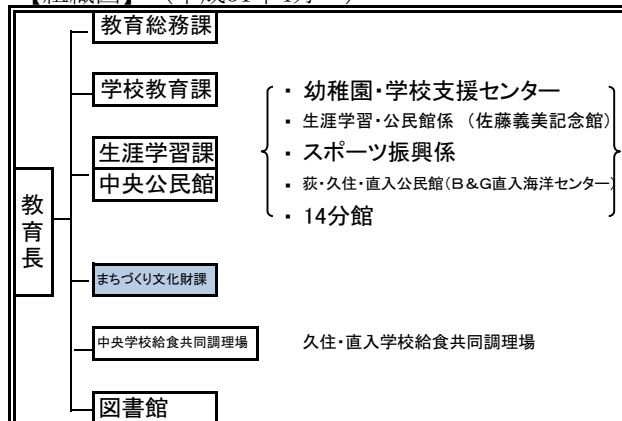 教育総務課
学校教育課
・ 幼稚園・学校支援センター
・ 生涯学習・公民館係 （佐藤義美記念館）
生涯学習課
・ スポーツ振興係
中央公民館
・ 荻・久住・直入公民館(B&G直入海洋センター)
・ 14分館
教育長
まちづくり文化財課
中央学校給食共同調理場
久住・直入学校給食共同調理場
図書館